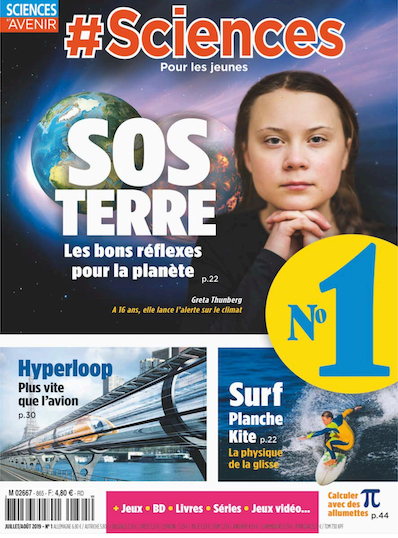 SCIENCES
ET AVENIR
#Sciences
Pour les jeunes
SOS
TERRE
Les bons réflexes
pour la planète p.22
Greta Thunberg
A 16 ans, elle lance l'alerte sur le climat
N°1
Hyperloop
Plus vite
que l'avion
p.30
Surf
Planche
Kite p.22
La physique
de la glisse
M 02667 - 865 - F: 4,80 € - RD
+ Jeux • BD • Livres • Séries • Jeux vidéo...
Calculer
avec des
allumettes p.44
π
JUILLET/AOÛT 2019 - N° 1